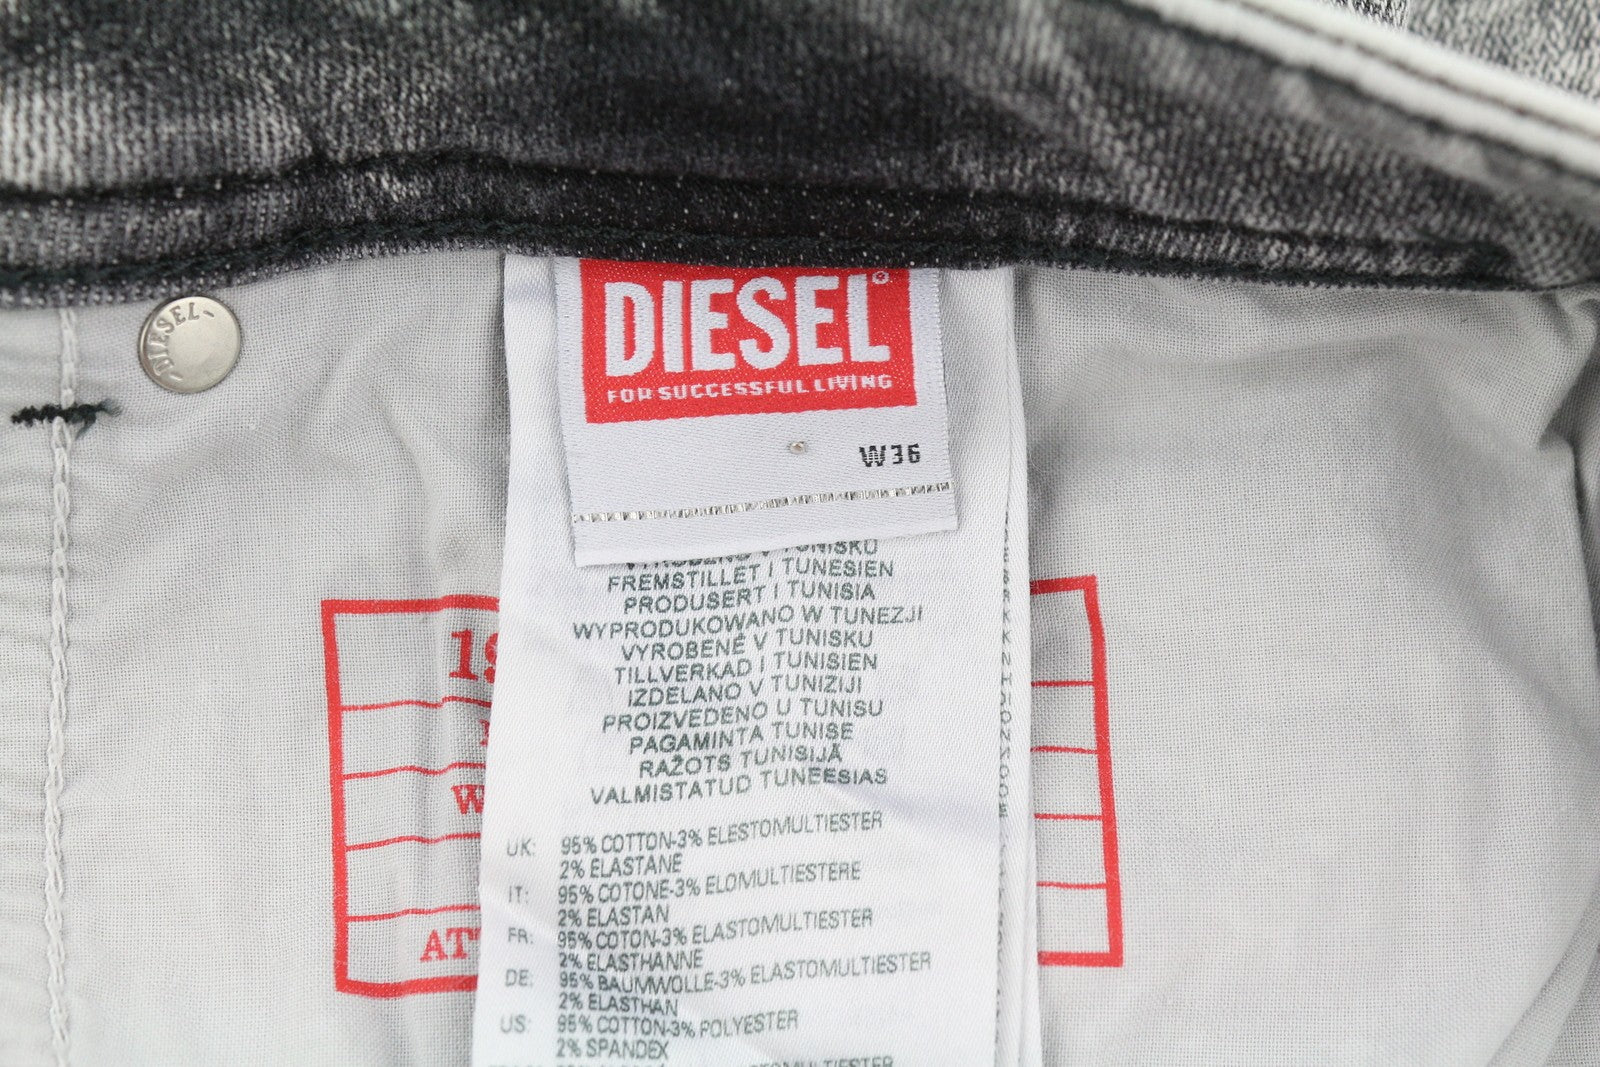 DIESEL®
FOR SUCCESSFUL LIVING
W36
DIESEL
VYROBENO V TUNISKU
FREMSTILLET I TUNESIEN
PRODUSERT I TUNISIA
WYPRODUKOWANO W TUNEZJI
VYROBENÉ V TUNISKU
TILLVERKAD I TUNISIEN
IZDELANO V TUNIZIJI
PROIZVEDENO U TUNISU
PAGAMINTA TUNISE
RAŽOTS TUNISIJĀ
VALMISTATUD TUNEESIAS
UK: 95% COTTON-3% ELESTOMULTIESTER
2% ELASTANE
IT: 95% COTONE-3% ELOMULTIESTERE
2% ELASTAN
FR: 95% COTON-3% ELASTOMULTIESTER
2% ELASTHANNE
DE: 95% BAUMWOLLE-3% ELASTOMULTIESTER
2% ELASTHAN
US: 95% COTTON-3% POLYESTER
2% SPANDEX